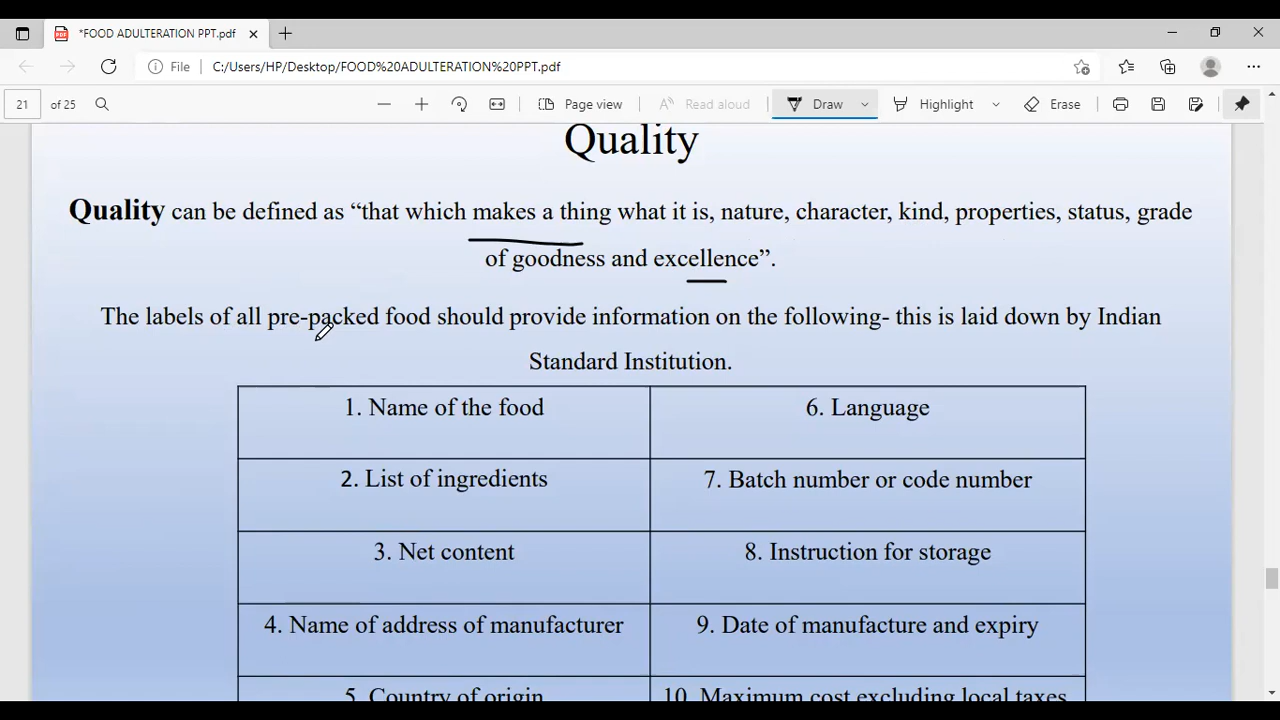 *FOOD ADULTERATION PPT.pdf
File C:/Users/HP/Desktop/FOOD%20ADULTERATION%20PPT.pdf
21 of 25 Page view Read aloud Draw Highlight Erase
Quality
Quality can be defined as “that which makes a thing what it is, nature, character, kind, properties, status, grade
of goodness and excellence”.
The labels of all pre-packed food should provide information on the following- this is laid down by Indian
Standard Institution.
1. Name of the food
6. Language
2. List of ingredients
7. Batch number or code number
3. Net content
8. Instruction for storage
4. Name of address of manufacturer
9. Date of manufacture and expiry
5. Country of origin
10. Maximum cost excluding local taxes